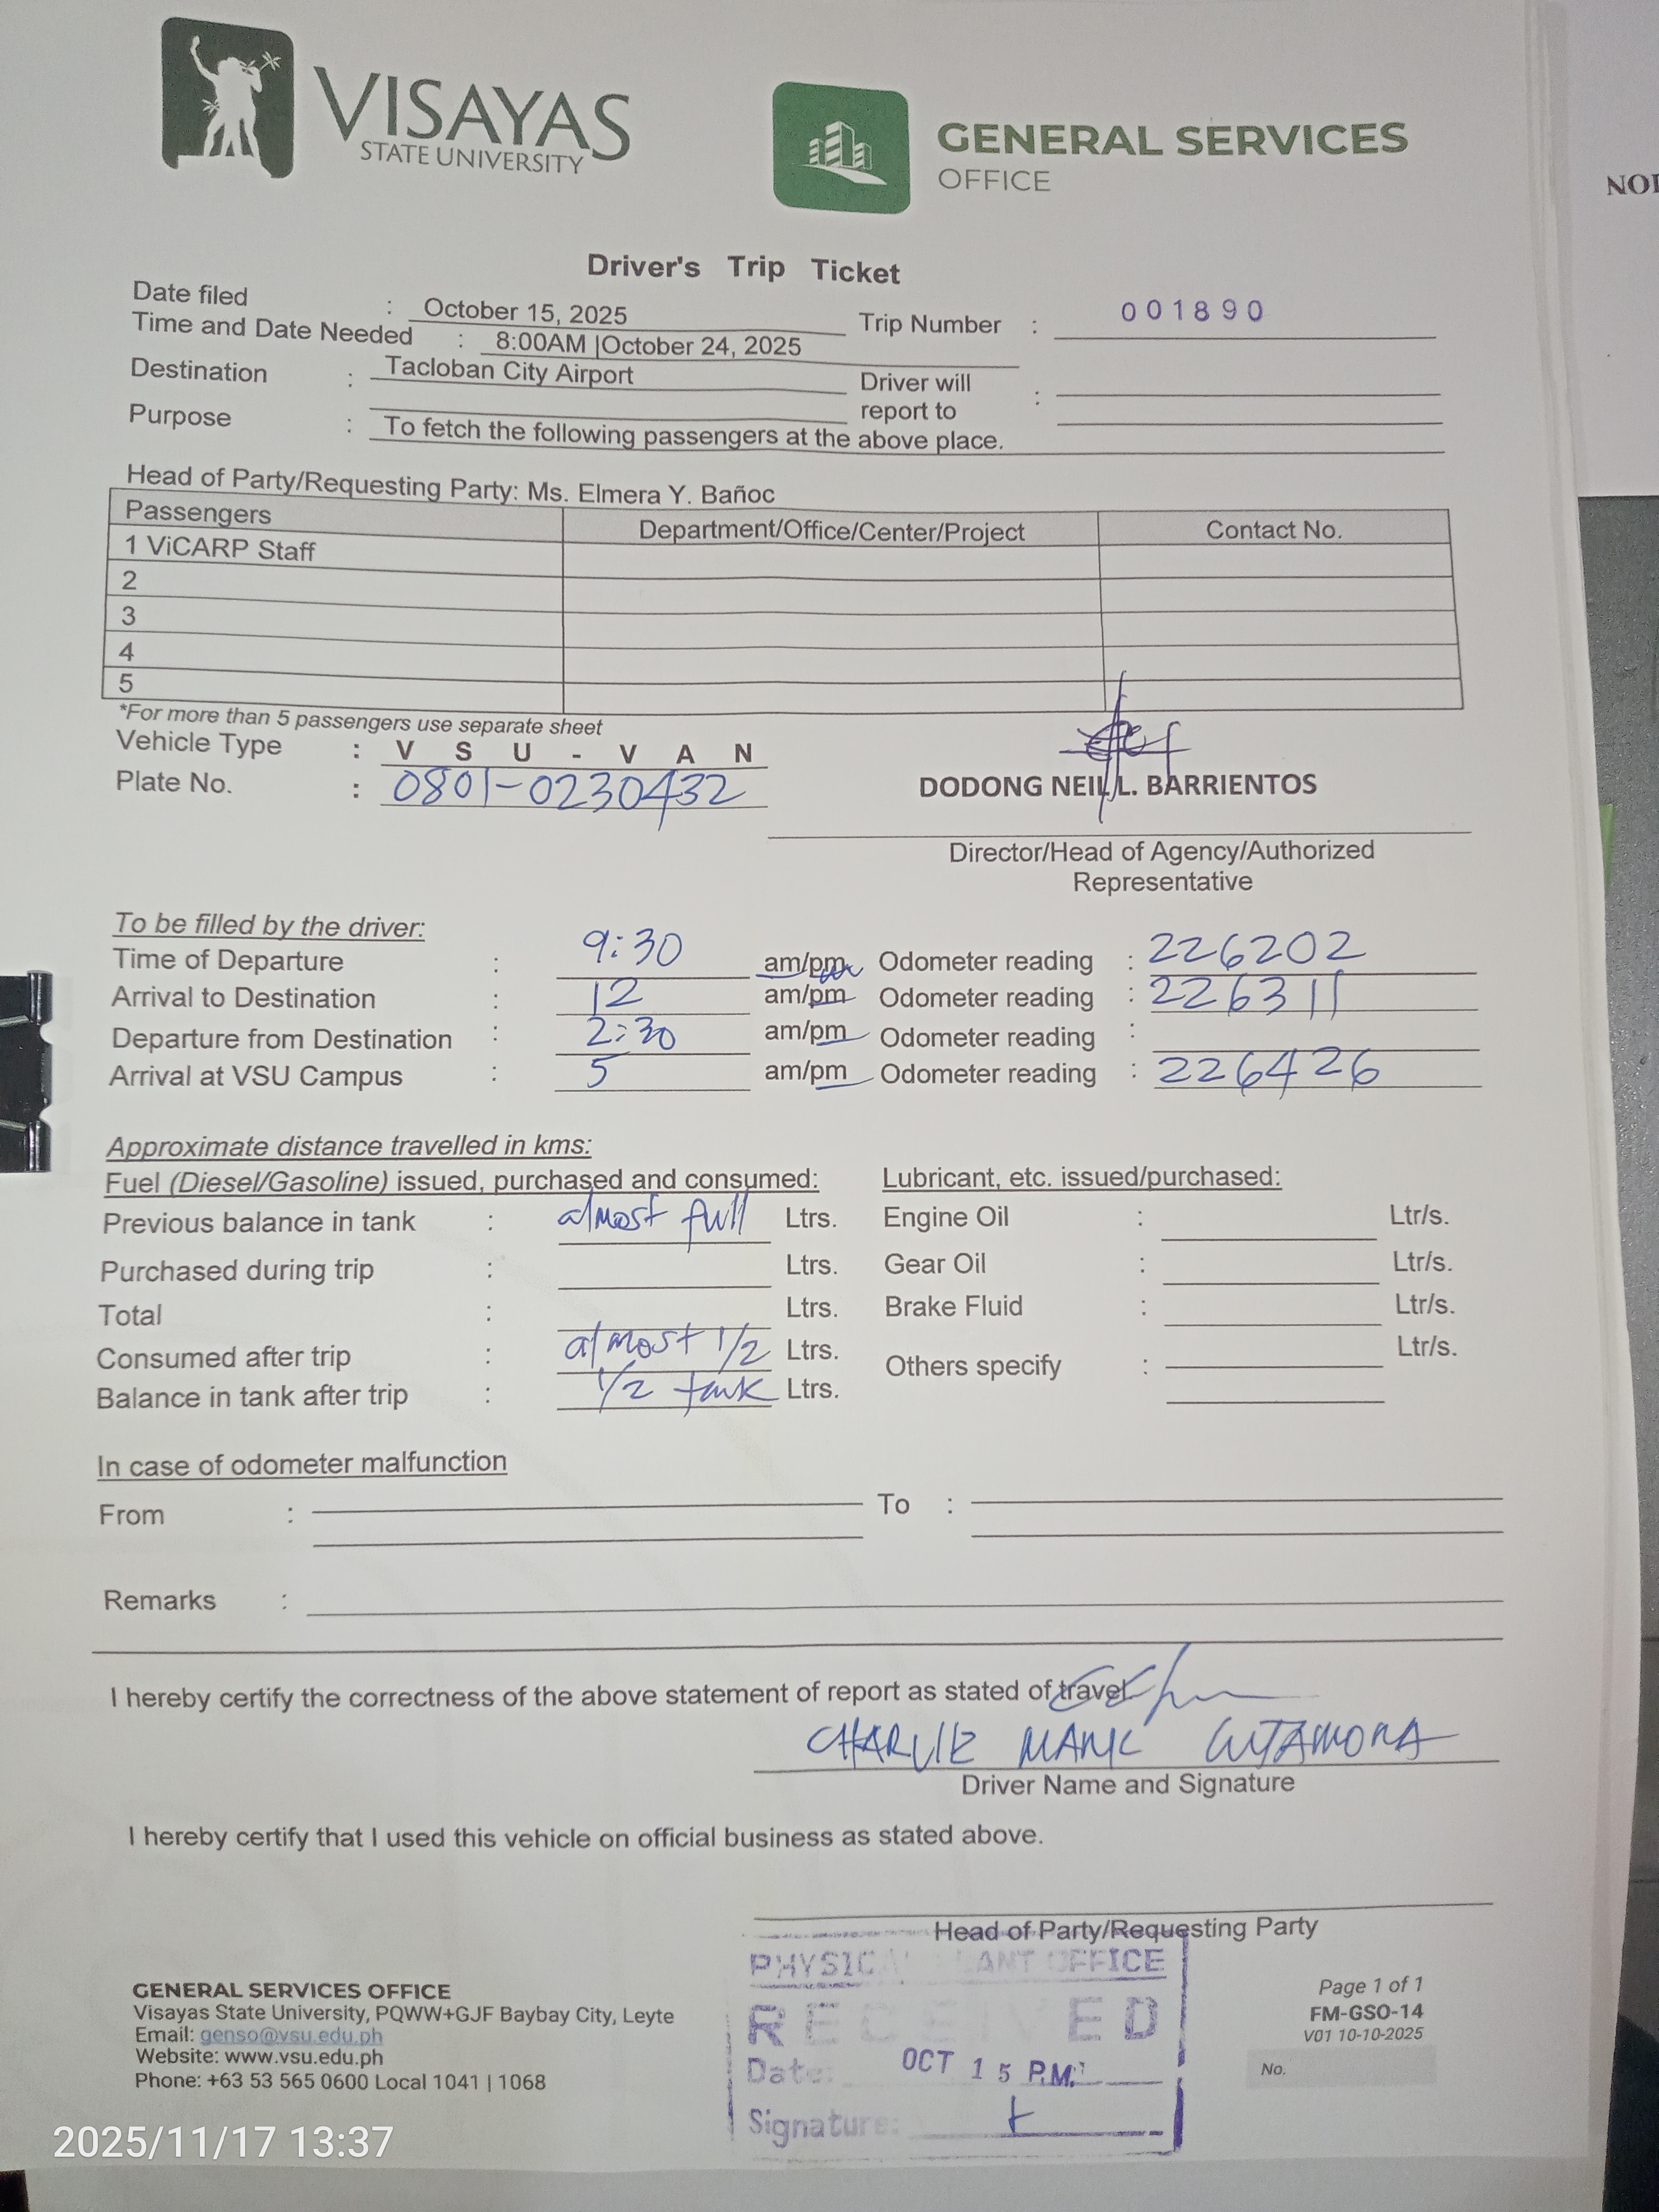 VISAYAS
STATE UNIVERSITY
GENERAL SERVICES
OFFICE
NOI
Driver's Trip Ticket
Date filed : October 15, 2025
Trip Number : 001890
Time and Date Needed : 8:00AM |October 24, 2025
Destination : Tacloban City Airport
Driver will report to :
Purpose : To fetch the following passengers at the above place.
Head of Party/Requesting Party: Ms. Elmera Y. Bañoc
Passengers Department/Office/Center/Project Contact No.
1 ViCARP Staff
2
3
4
5
*For more than 5 passengers use separate sheet
Vehicle Type : V S U - V A N
Plate No. : 0801-0230432
DODONG NEIL L. BARRIENTOS
Director/Head of Agency/Authorized
Representative
To be filled by the driver:
Time of Departure : 9:30 am/pm Odometer reading : 226202
Arrival to Destination : 12 am/pm Odometer reading : 226311
Departure from Destination : 2:30 am/pm Odometer reading :
Arrival at VSU Campus : 5 am/pm Odometer reading : 226426
Approximate distance travelled in kms:
Fuel (Diesel/Gasoline) issued, purchased and consumed: Lubricant, etc. issued/purchased:
Previous balance in tank : almost full Ltrs. Engine Oil : Ltr/s.
Purchased during trip : Ltrs. Gear Oil : Ltr/s.
Total : Ltrs. Brake Fluid : Ltr/s.
Consumed after trip : almost 1/2 Ltrs. Others specify : Ltr/s.
Balance in tank after trip : 1/2 tank Ltrs.
In case of odometer malfunction
From : To :
Remarks :
I hereby certify the correctness of the above statement of report as stated of travel.
CHARLIE MARK
Driver Name and Signature
I hereby certify that I used this vehicle on official business as stated above.
Head of Party/Requesting Party
PHYSICAL PLANT OFFICE
RECEIVED
Date: OCT 15 P.M.
Signature:
GENERAL SERVICES OFFICE
Visayas State University, PQWW+GJF Baybay City, Leyte
Email: genso@vsu.edu.ph
Website: www.vsu.edu.ph
Phone: +63 53 565 0600 Local 1041 | 1068
Page 1 of 1
FM-GSO-14
V01 10-10-2025
No.
2025/11/17 13:37